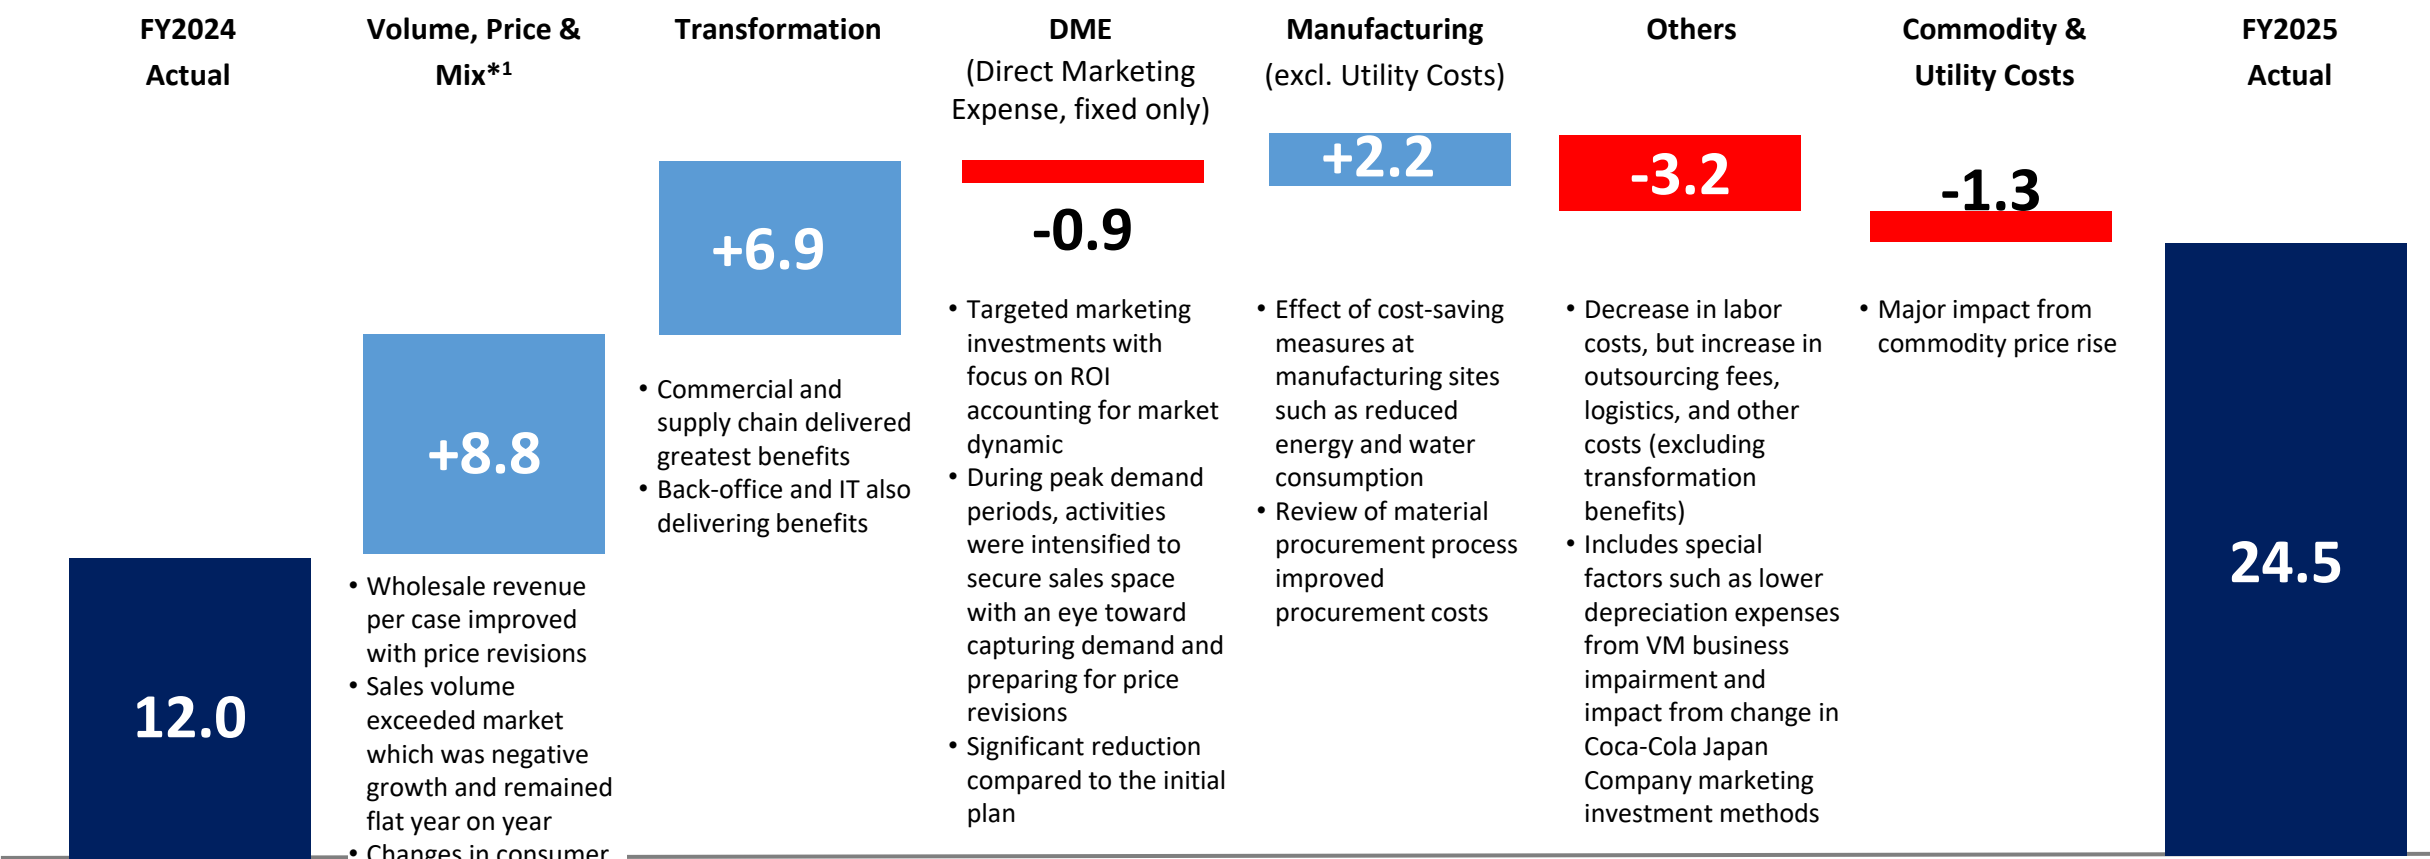 FY2024
Actual
Volume, Price &
Mix*1
Transformation
DME
(Direct Marketing
Expense, fixed only)
Manufacturing
(excl. Utility Costs)
Others
Commodity &
Utility Costs
FY2025
Actual
12.0
+8.8
• Wholesale revenue
per case improved
with price revisions
• Sales volume
exceeded market
which was negative
growth and remained
flat year on year
• Changes in consumer
+6.9
• Commercial and
supply chain delivered
greatest benefits
• Back-office and IT also
delivering benefits
-0.9
• Targeted marketing
investments with
focus on ROI
accounting for market
dynamic
• During peak demand
periods, activities
were intensified to
secure sales space
with an eye toward
capturing demand and
preparing for price
revisions
• Significant reduction
compared to the initial
plan
+2.2
• Effect of cost-saving
measures at
manufacturing sites
such as reduced
energy and water
consumption
• Review of material
procurement process
improved
procurement costs
-3.2
• Decrease in labor
costs, but increase in
outsourcing fees,
logistics, and other
costs (excluding
transformation
benefits)
• Includes special
factors such as lower
depreciation expenses
from VM business
impairment and
impact from change in
Coca-Cola Japan
Company marketing
investment methods
-1.3
• Major impact from
commodity price rise
24.5